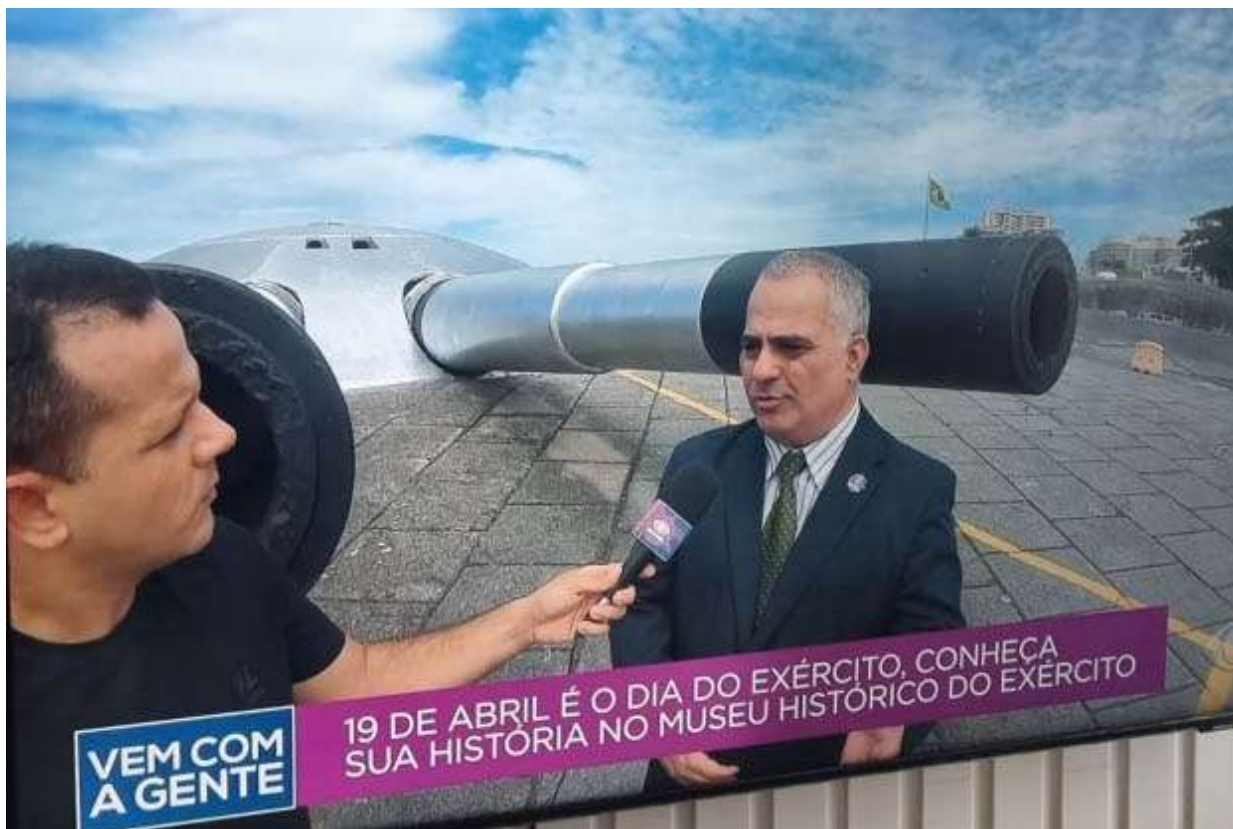 VEM COM
A GENTE
19 DE ABRIL É O DIA DO EXÉRCITO, CONHEÇA
SUA HISTÓRIA NO MUSEU HISTÓRICO DO EXÉRCITO